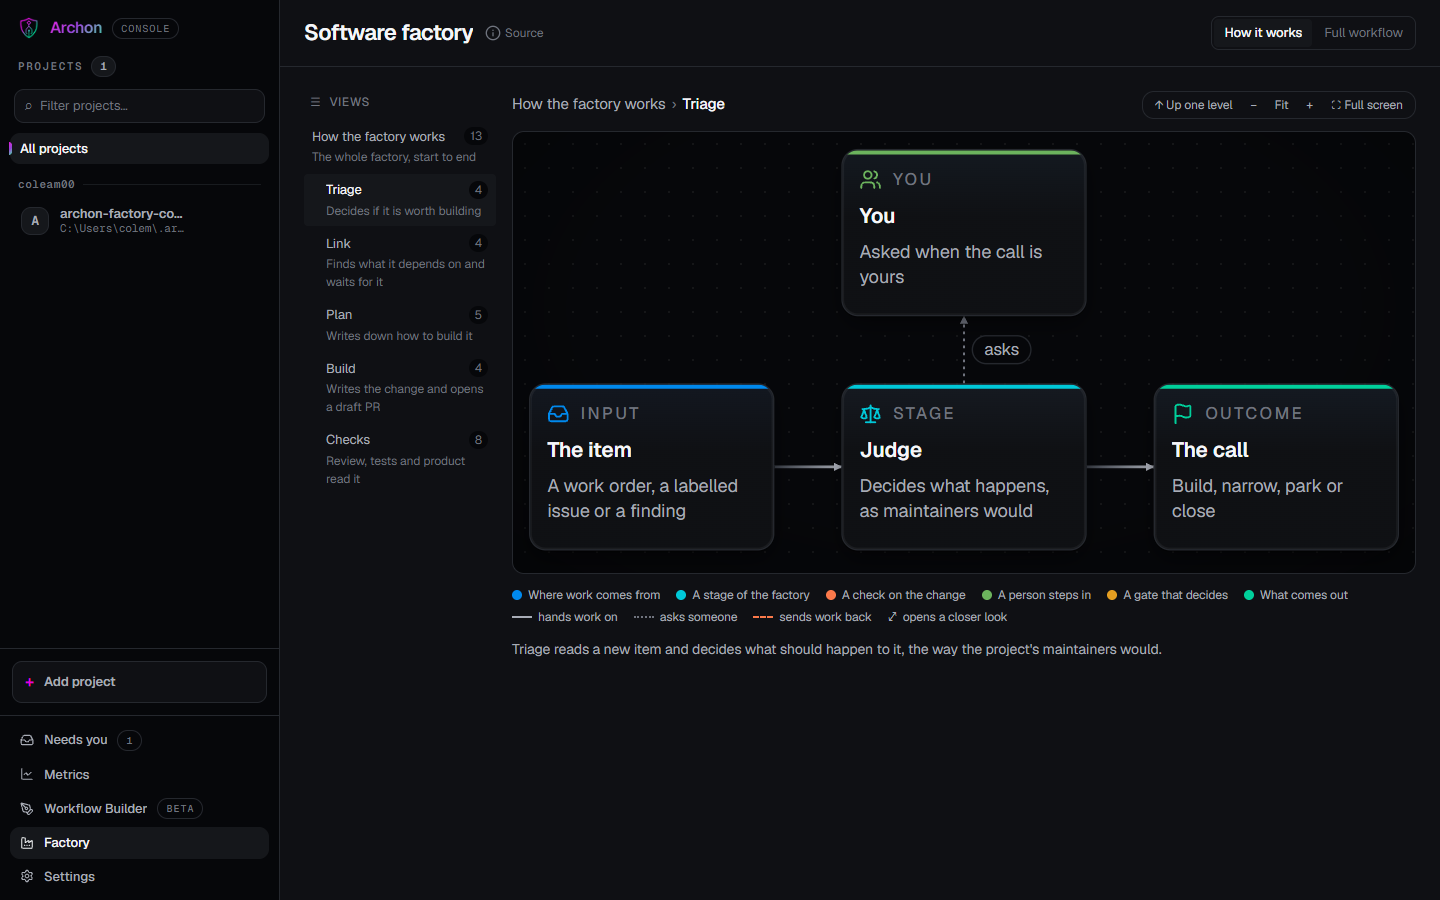 Archon CONSOLE
PROJECTS 1
Filter projects...
All projects
coleam00
A archon-factory-co...
C:\Users\colem\.ar...
Add project
Needs you 1
Metrics
Workflow Builder BETA
Factory
Settings
Software factory Source
How it works Full workflow
VIEWS
How the factory works 13
The whole factory, start to end
Triage 4
Decides if it is worth building
Link 4
Finds what it depends on and
waits for it
Plan 5
Writes down how to build it
Build 4
Writes the change and opens
a draft PR
Checks 8
Review, tests and product
read it
How the factory works › Triage
↑ Up one level − Fit + Full screen
YOU
You
Asked when the call is
yours
asks
INPUT
The item
A work order, a labelled
issue or a finding
STAGE
Judge
Decides what happens,
as maintainers would
OUTCOME
The call
Build, narrow, park or
close
Where work comes from A stage of the factory A check on the change A person steps in A gate that decides What comes out
hands work on asks someone sends work back opens a closer look
Triage reads a new item and decides what should happen to it, the way the project's maintainers would.